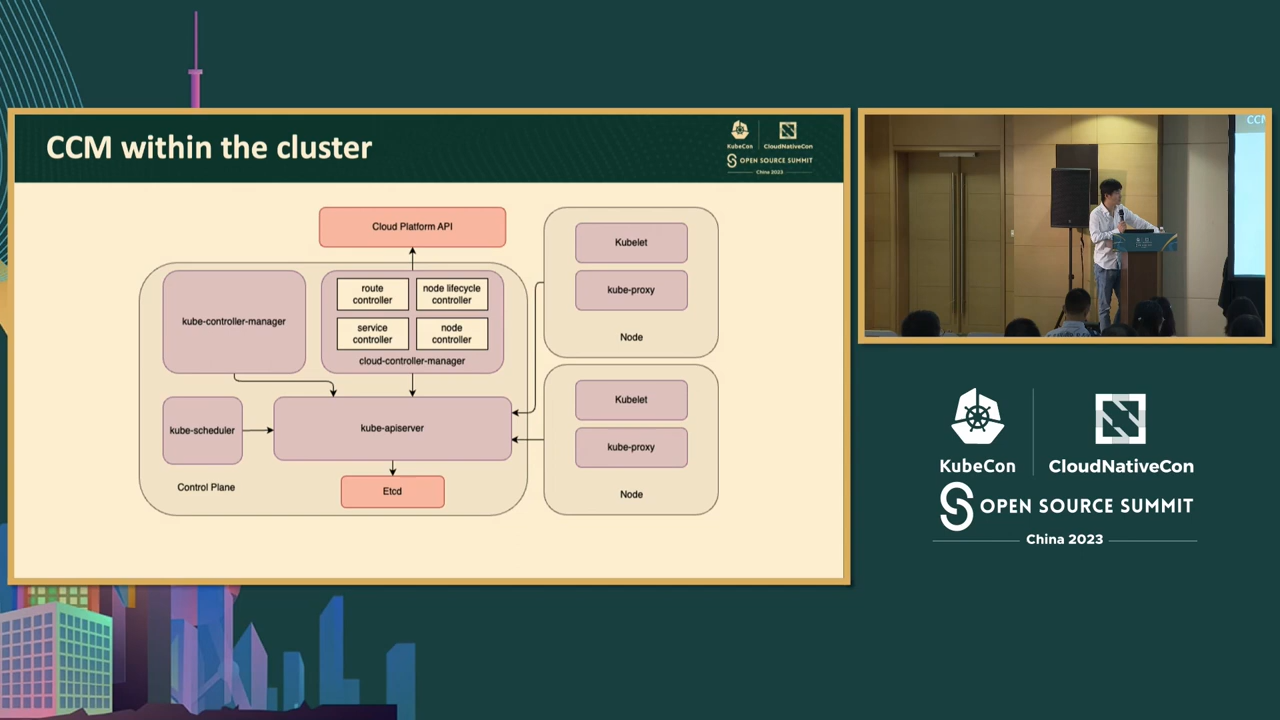 CCM within the cluster
KubeCon
CloudNativeCon
OPEN SOURCE SUMMIT
China 2023
Cloud Platform API
kube-controller-manager
route
controller
node lifecycle
controller
service
controller
node
controller
cloud-controller-manager
kube-scheduler
kube-apiserver
Control Plane
Etcd
Kubelet
kube-proxy
Node
Kubelet
kube-proxy
Node
CCM
KubeCon
CloudNativeCon
OPEN SOURCE SUMMIT
China 2023